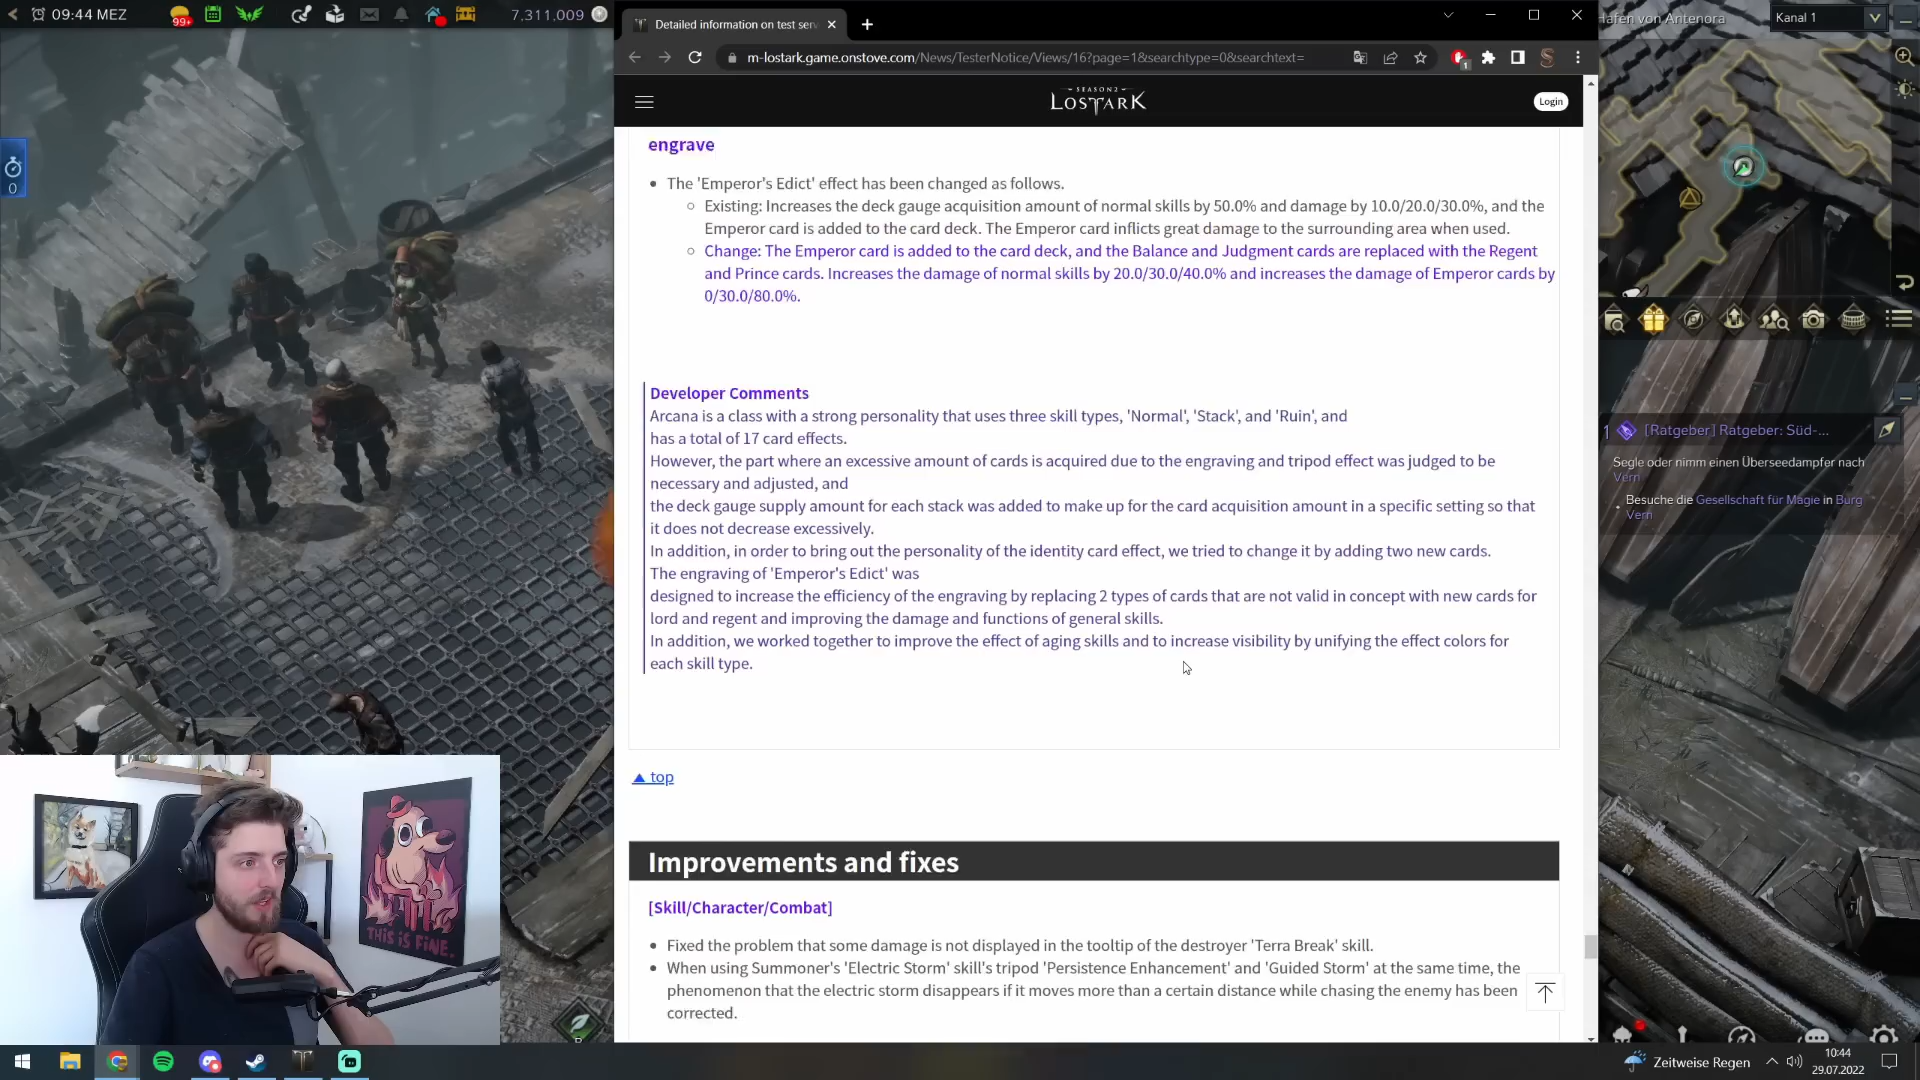 09:44 MEZ
99+
7,311,009
0
Detailed information on test serv
m-lostark.game.onstove.com/News/TesterNotice/Views/16?page=1&searchtype=0&searchtext=
1
SEASON2
LOSTARK
Login
engrave
The 'Emperor's Edict' effect has been changed as follows.
Existing: Increases the deck gauge acquisition amount of normal skills by 50.0% and damage by 10.0/20.0/30.0%, and the
Emperor card is added to the card deck. The Emperor card inflicts great damage to the surrounding area when used.
Change: The Emperor card is added to the card deck, and the Balance and Judgment cards are replaced with the Regent
and Prince cards. Increases the damage of normal skills by 20.0/30.0/40.0% and increases the damage of Emperor cards by
0/30.0/80.0%.
Developer Comments
Arcana is a class with a strong personality that uses three skill types, 'Normal', 'Stack', and 'Ruin', and
has a total of 17 card effects.
However, the part where an excessive amount of cards is acquired due to the engraving and tripod effect was judged to be
necessary and adjusted, and
the deck gauge supply amount for each stack was added to make up for the card acquisition amount in a specific setting so that
it does not decrease excessively.
In addition, in order to bring out the personality of the identity card effect, we tried to change it by adding two new cards.
The engraving of 'Emperor's Edict' was
designed to increase the efficiency of the engraving by replacing 2 types of cards that are not valid in concept with new cards for
lord and regent and improving the damage and functions of general skills.
In addition, we worked together to improve the effect of aging skills and to increase visibility by unifying the effect colors for
each skill type.
▲ top
Improvements and fixes
[Skill/Character/Combat]
Fixed the problem that some damage is not displayed in the tooltip of the destroyer 'Terra Break' skill.
When using Summoner's 'Electric Storm' skill's tripod 'Persistence Enhancement' and 'Guided Storm' at the same time, the
phenomenon that the electric storm disappears if it moves more than a certain distance while chasing the enemy has been
corrected.
Hafen von Antenora
Kanal 1
1
[Ratgeber] Ratgeber: Süd-...
Segle oder nimm einen Überseedampfer nach
Vern
Besuche die Gesellschaft für Magie in Burg
Vern
THIS IS FINE.
Zeitweise Regen
10:44
29.07.2022